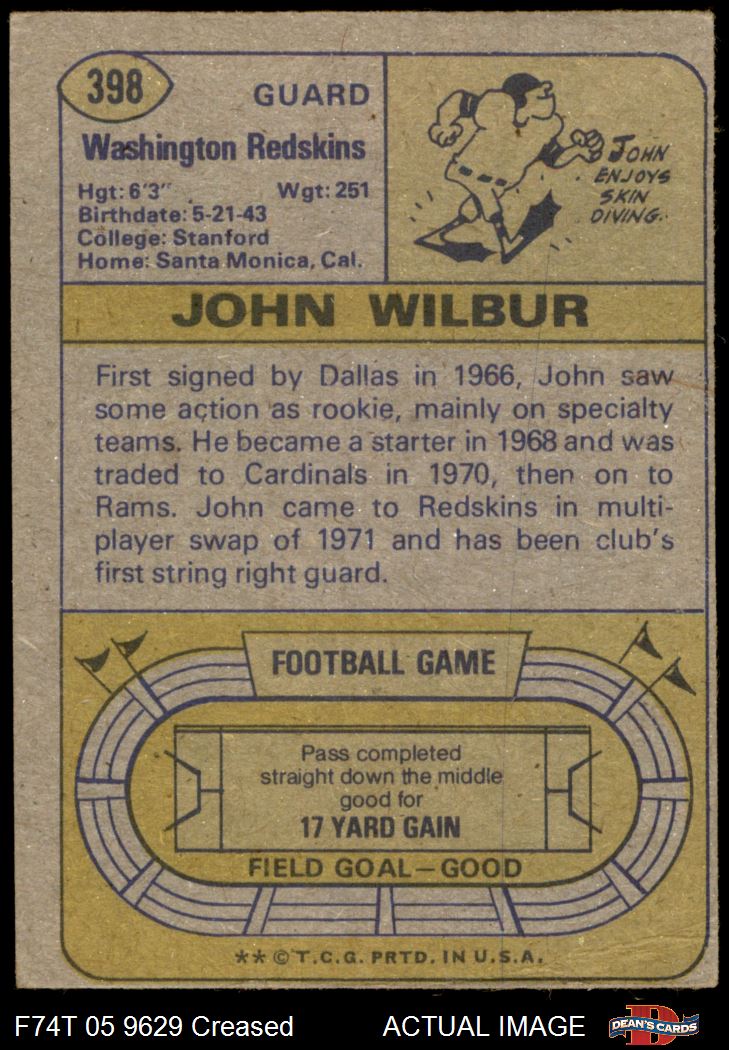 398
GUARD
Washington Redskins
Hgt: 6'3" Wgt: 251
Birthdate: 5-21-43
College: Stanford
Home: Santa Monica, Cal.
JOHN
ENJOYS
SKIN
DIVING.
JOHN WILBUR
First signed by Dallas in 1966, John saw
some action as rookie, mainly on specialty
teams. He became a starter in 1968 and was
traded to Cardinals in 1970, then on to
Rams. John came to Redskins in multi-
player swap of 1971 and has been club's
first string right guard.
FOOTBALL GAME
Pass completed
straight down the middle
good for
17 YARD GAIN
FIELD GOAL—GOOD
** © T.C.G. PRTD. IN U.S.A.
F74T 05 9629 Creased ACTUAL IMAGE
DEAN'S CARDS